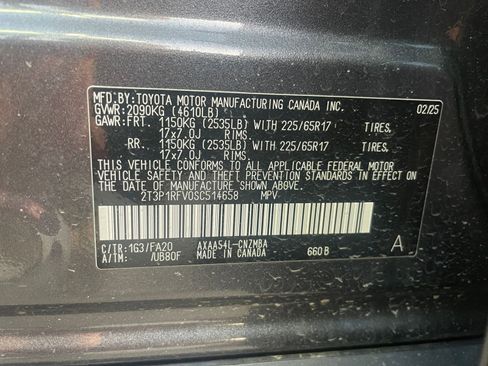 MFD.BY:TOYOTA MOTOR MANUFACTURING CANADA INC. 02/25
GVWR:2090KG (4610LB)
GAWR:FRT. 1150KG (2535LB) WITH 225/65R17 TIRES,
17x7.0J RIMS.
RR. 1150KG (2535LB) WITH 225/65R17 TIRES,
17x7.0J RIMS.
THIS VEHICLE CONFORMS TO ALL APPLICABLE FEDERAL MOTOR
VEHICLE SAFETY AND THEFT PREVENTION STANDARDS IN EFFECT
ON THE DATE OF MANUFACTURE SHOWN ABOVE.
2T3P1RFV0SC514658 MPV
C/TR:1G3/FA20 AXAA54L-CNZMBA A
A/TM: /UB80F MADE IN CANADA 660B